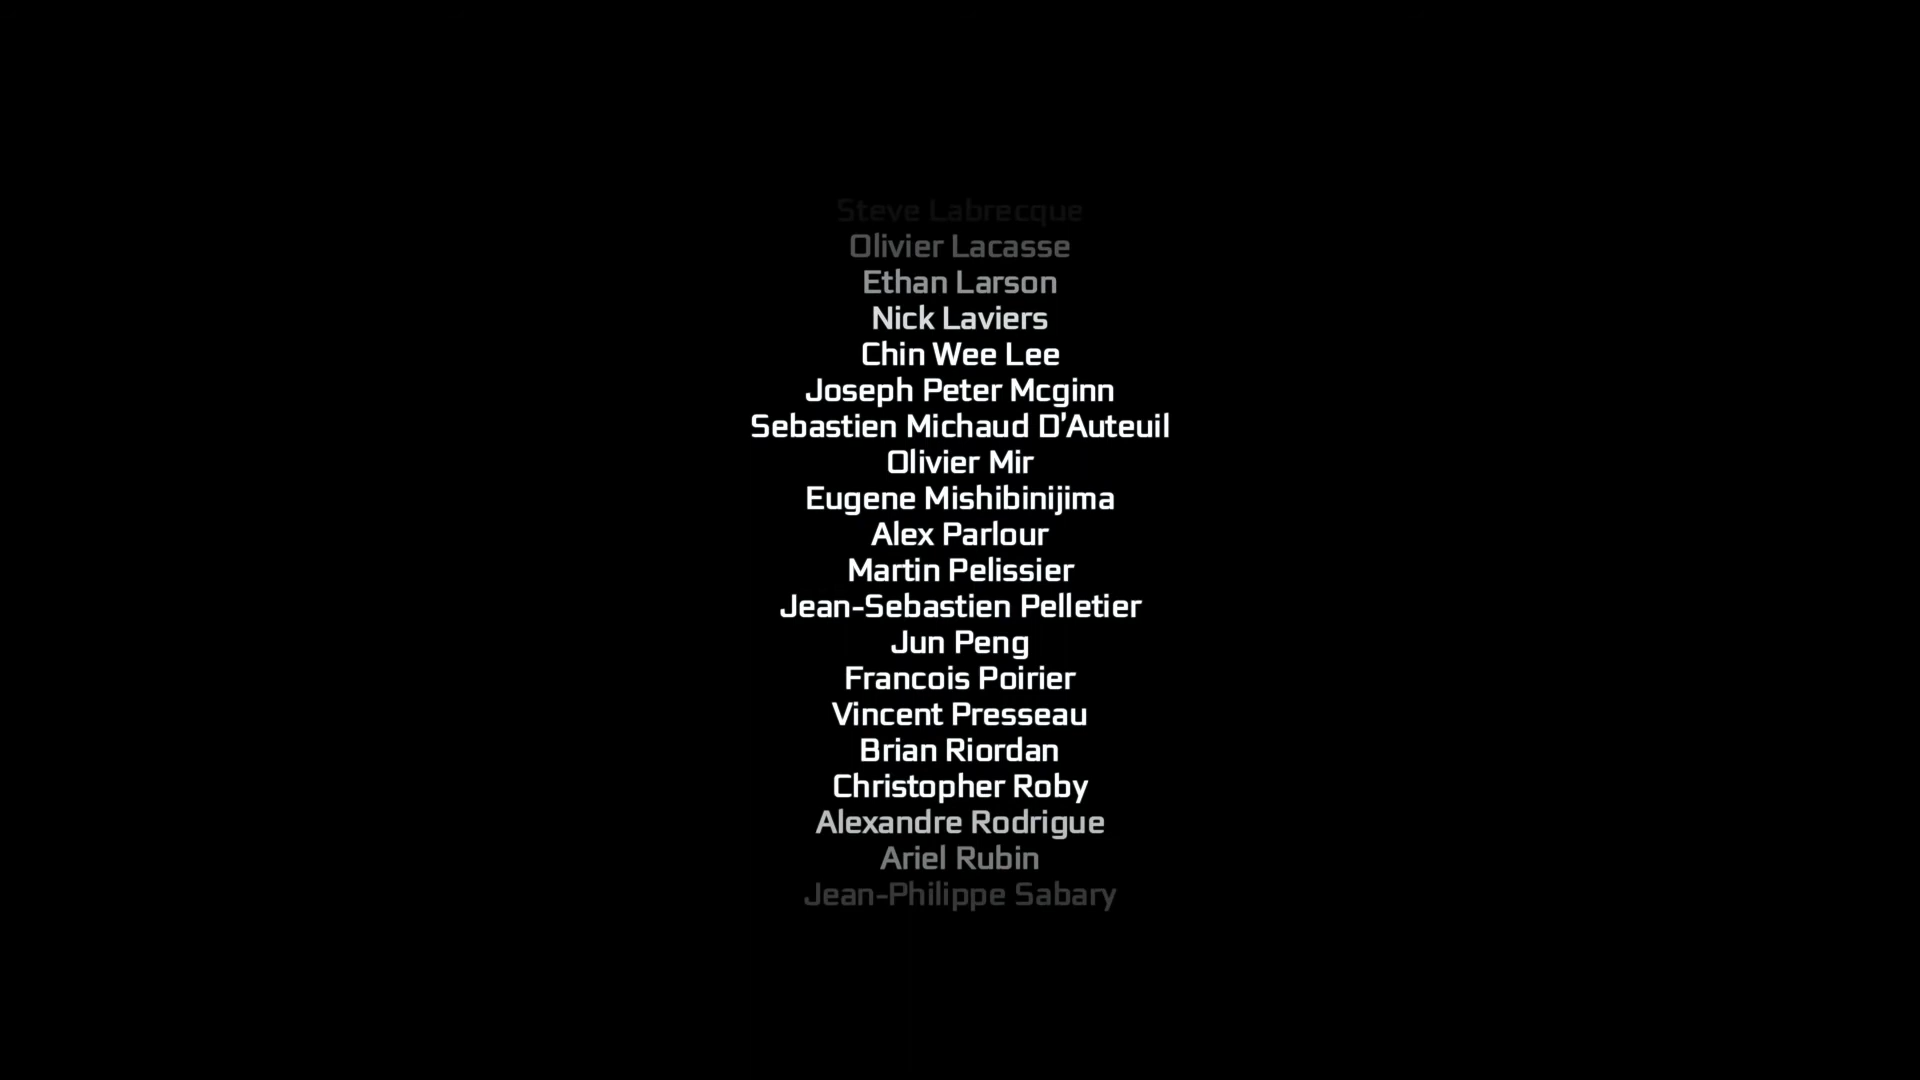 Steve Labrecque
Olivier Lacasse
Ethan Larson
Nick Laviers
Chin Wee Lee
Joseph Peter Mcginn
Sebastien Michaud D'Auteuil
Olivier Mir
Eugene Mishibinijima
Alex Parlour
Martin Pelissier
Jean-Sebastien Pelletier
Jun Peng
Francois Poirier
Vincent Presseau
Brian Riordan
Christopher Roby
Alexandre Rodrigue
Ariel Rubin
Jean-Philippe Sabary